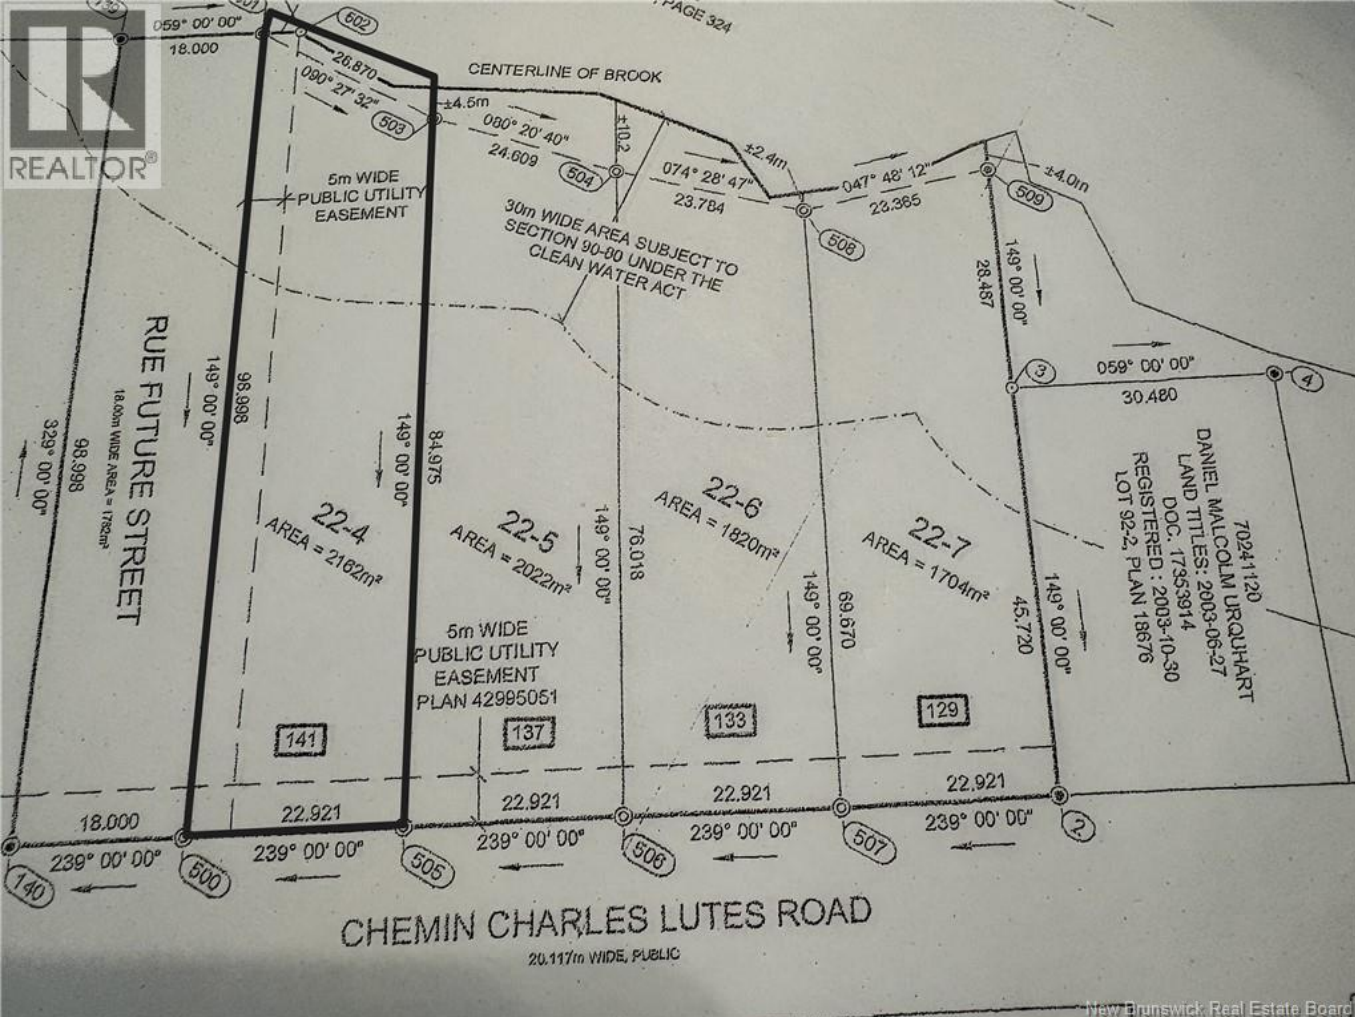 , PAGE 324
139
059° 00' 00"
18.000
501
502
26.870
090° 27' 32"
503
CENTERLINE OF BROOK
±4.5m
080° 20' 40"
24.609
±10.2
504
074° 28' 47"
23.784
±2.4m
508
047° 48' 12"
23.365
±4.0m
509
REALTOR®
5m WIDE
PUBLIC UTILITY
EASEMENT
30m WIDE AREA SUBJECT TO
SECTION 90-80 UNDER THE
CLEAN WATER ACT
149° 00' 00"
28.487
3
059° 00' 00"
30.480
4
RUE FUTURE STREET
18.00m WIDE AREA = 1782m²
329° 00' 00"
98.998
149° 00' 00"
98.998
149° 00' 00"
84.975
22-4
AREA = 2162m²
22-5
AREA = 2022m²
149° 00' 00"
76.018
22-6
AREA = 1820m²
149° 00' 00"
69.670
22-7
AREA = 1704m²
149° 00' 00"
45.720
70241120
DANIEL MALCOLM URQUHART
LAND TITLES: 2003-06-27
DOC. 17353914
REGISTERED : 2003-10-30
LOT 92-2, PLAN 18676
5m WIDE
PUBLIC UTILITY
EASEMENT
PLAN 42995051
141
137
133
129
18.000
22.921
22.921
22.921
22.921
239° 00' 00"
239° 00' 00"
239° 00' 00"
239° 00' 00"
239° 00' 00"
140
500
505
506
507
2
CHEMIN CHARLES LUTES ROAD
20.117m WIDE, PUBLIC
New Brunswick Real Estate Board